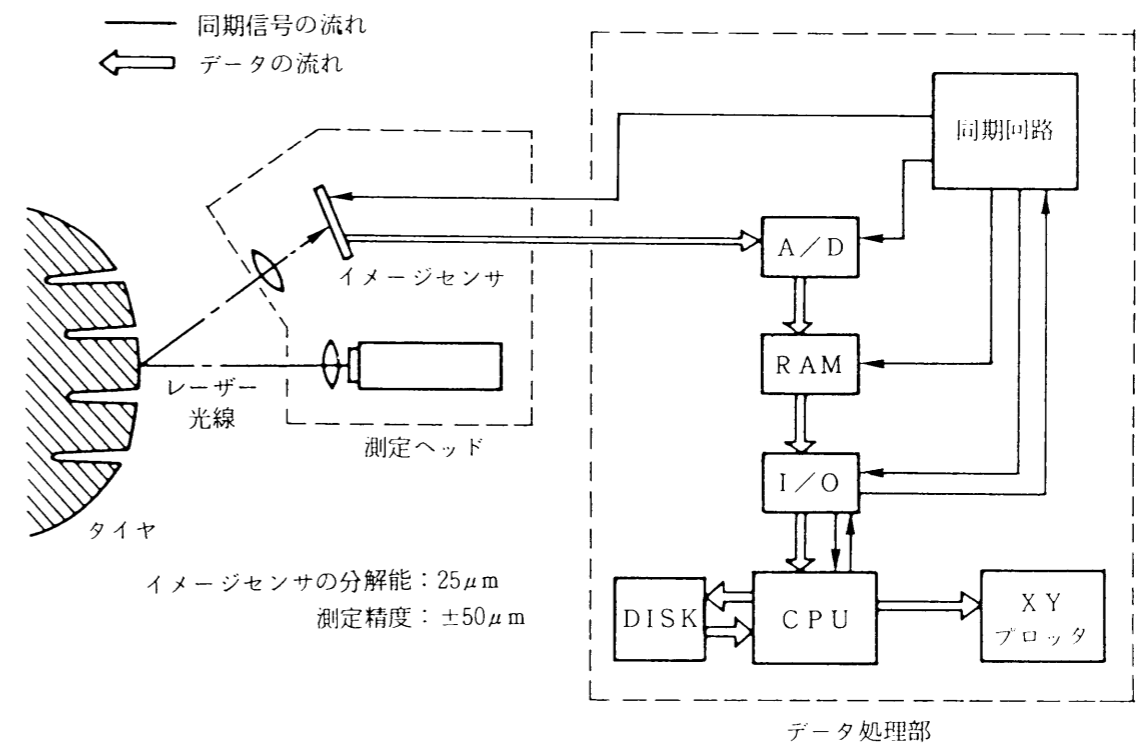 同期信号の流れ
データの流れ
同期回路
A/D
イメージセンサ
RAM
レーザー
光線
測定ヘッド
I/O
タイヤ
イメージセンサの分解能：25μm
測定精度：±50μm
DISK
CPU
XY
プロッタ
データ処理部